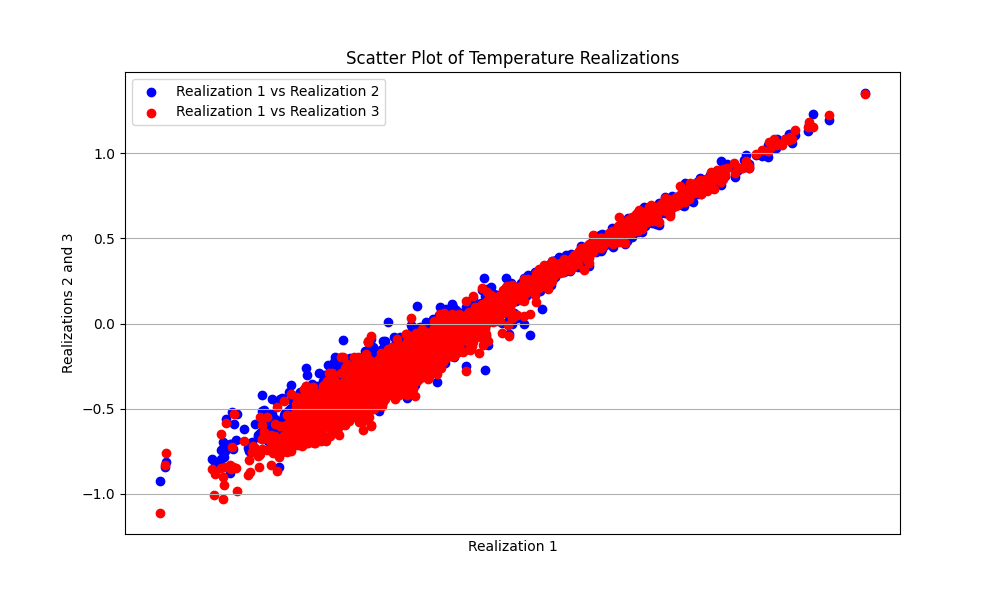 Scatter Plot of Temperature Realizations
Realization 1 vs Realization 2
Realization 1 vs Realization 3
1.0
0.5
0.0
−0.5
−1.0
Realizations 2 and 3
Realization 1